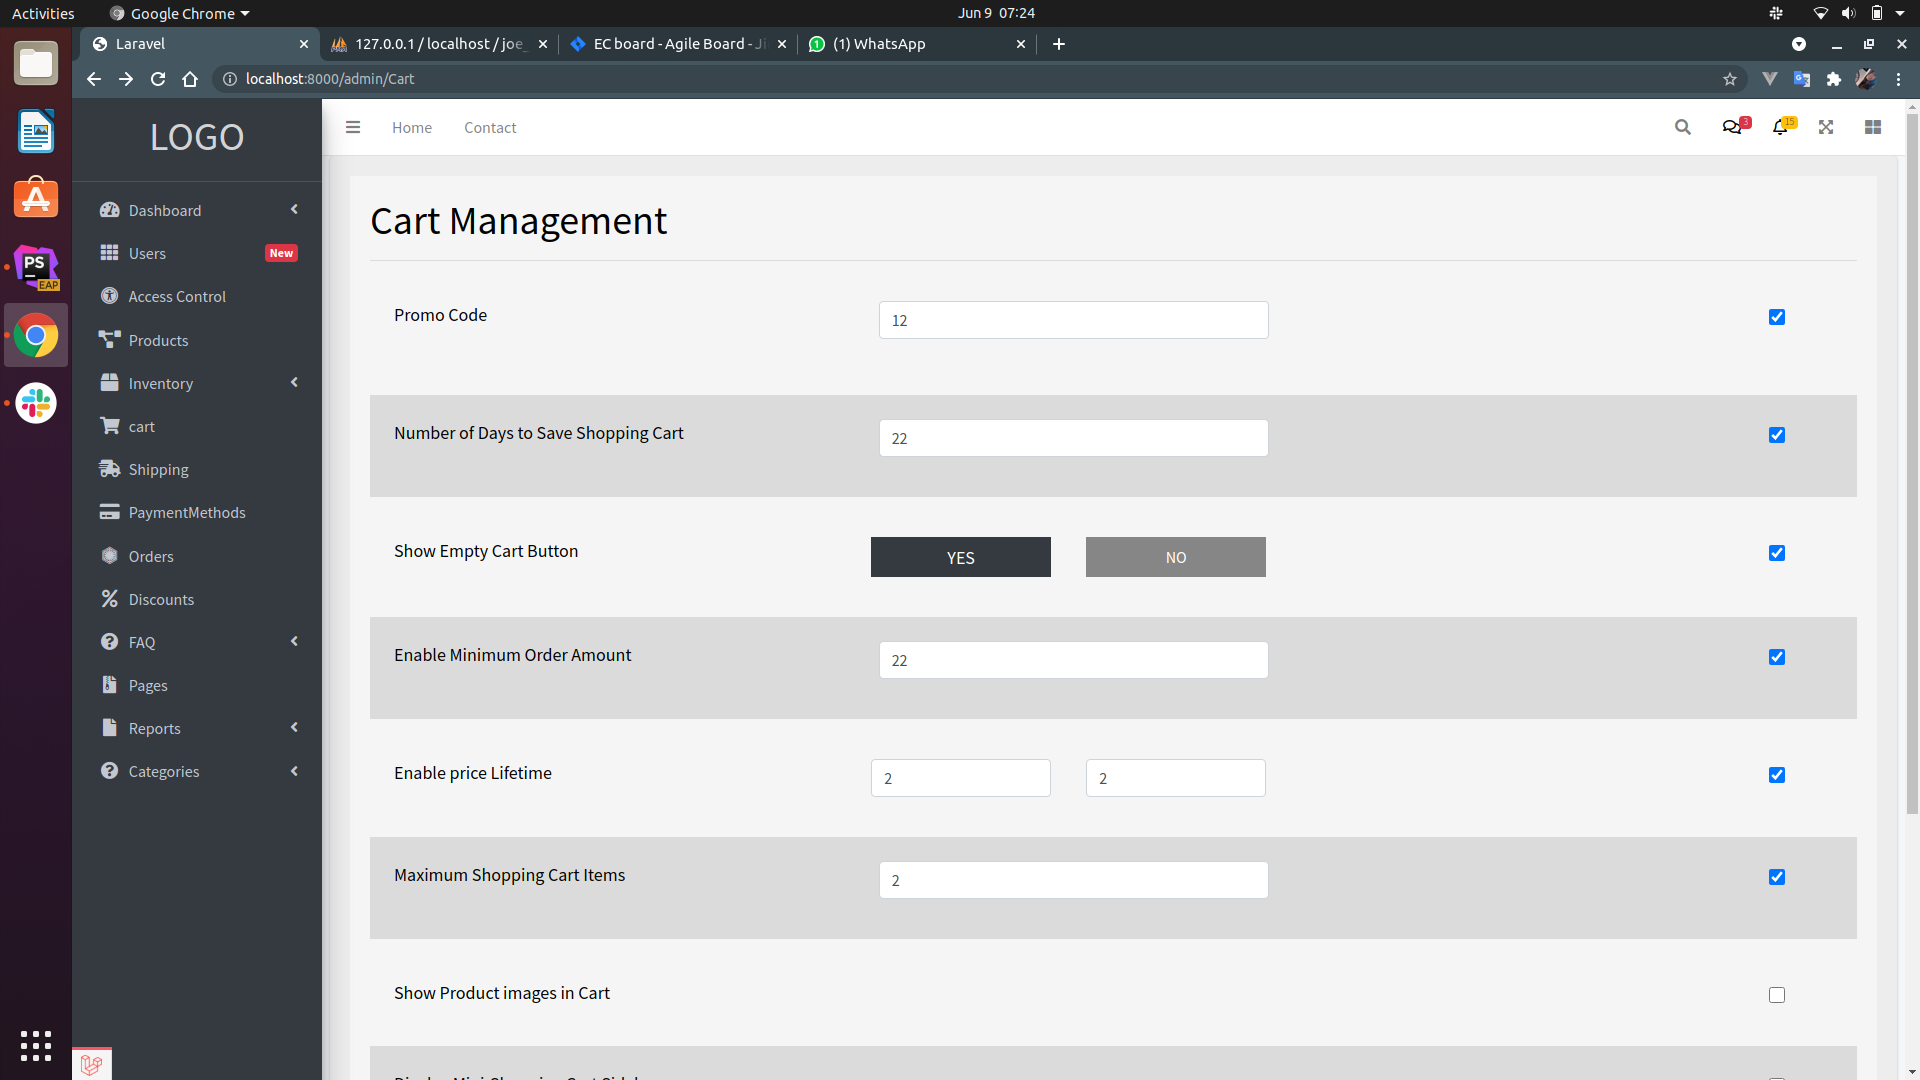 Activities
Google Chrome
Jun 9 07:24
Laravel
127.0.0.1 / localhost / joe_
EC board - Agile Board - Ji
(1) WhatsApp
localhost:8000/admin/Cart
LOGO
Home
Contact
3
15
Dashboard
Users
New
Access Control
Products
Inventory
cart
Shipping
PaymentMethods
Orders
Discounts
FAQ
Pages
Reports
Categories
PS
EAP
Cart Management
Promo Code
12
Number of Days to Save Shopping Cart
22
Show Empty Cart Button
YES
NO
Enable Minimum Order Amount
22
Enable price Lifetime
2
2
Maximum Shopping Cart Items
2
Show Product images in Cart